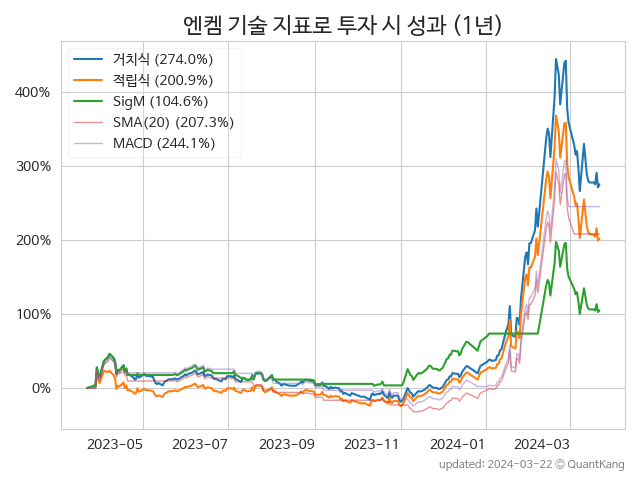 엔켐 기술 지표로 투자 시 성과 (1년)
거치식 (274.0%)
적립식 (200.9%)
SigM (104.6%)
SMA(20) (207.3%)
MACD (244.1%)
400%
300%
200%
100%
0%
2023-05 2023-07 2023-09 2023-11 2024-01 2024-03
updated: 2024-03-22 © QuantKang